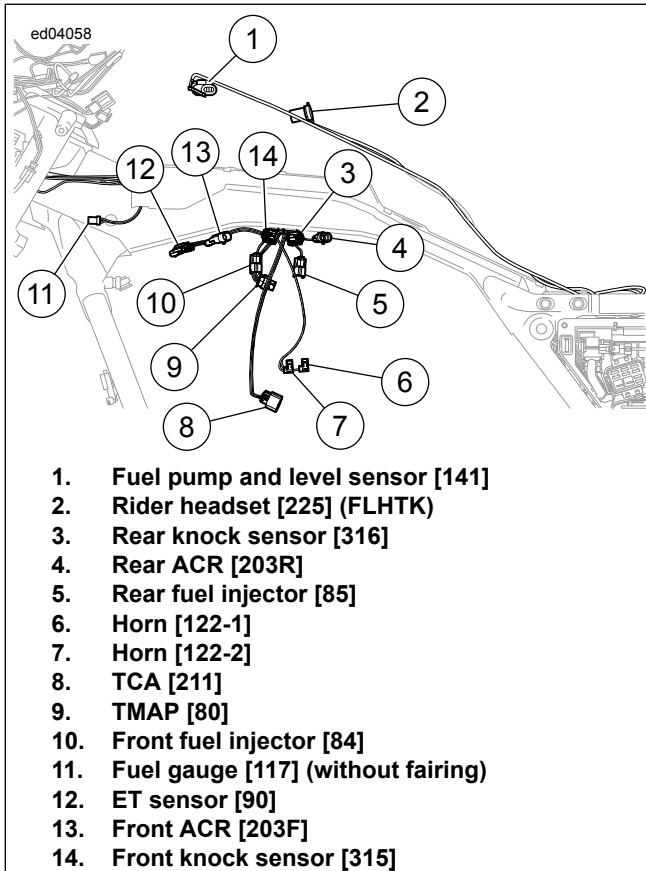 ed04058
1
2
12
13
14
3
4
11
10
5
9
6
8
7
1. Fuel pump and level sensor [141]
2. Rider headset [225] (FLHTK)
3. Rear knock sensor [316]
4. Rear ACR [203R]
5. Rear fuel injector [85]
6. Horn [122-1]
7. Horn [122-2]
8. TCA [211]
9. TMAP [80]
10. Front fuel injector [84]
11. Fuel gauge [117] (without fairing)
12. ET sensor [90]
13. Front ACR [203F]
14. Front knock sensor [315]